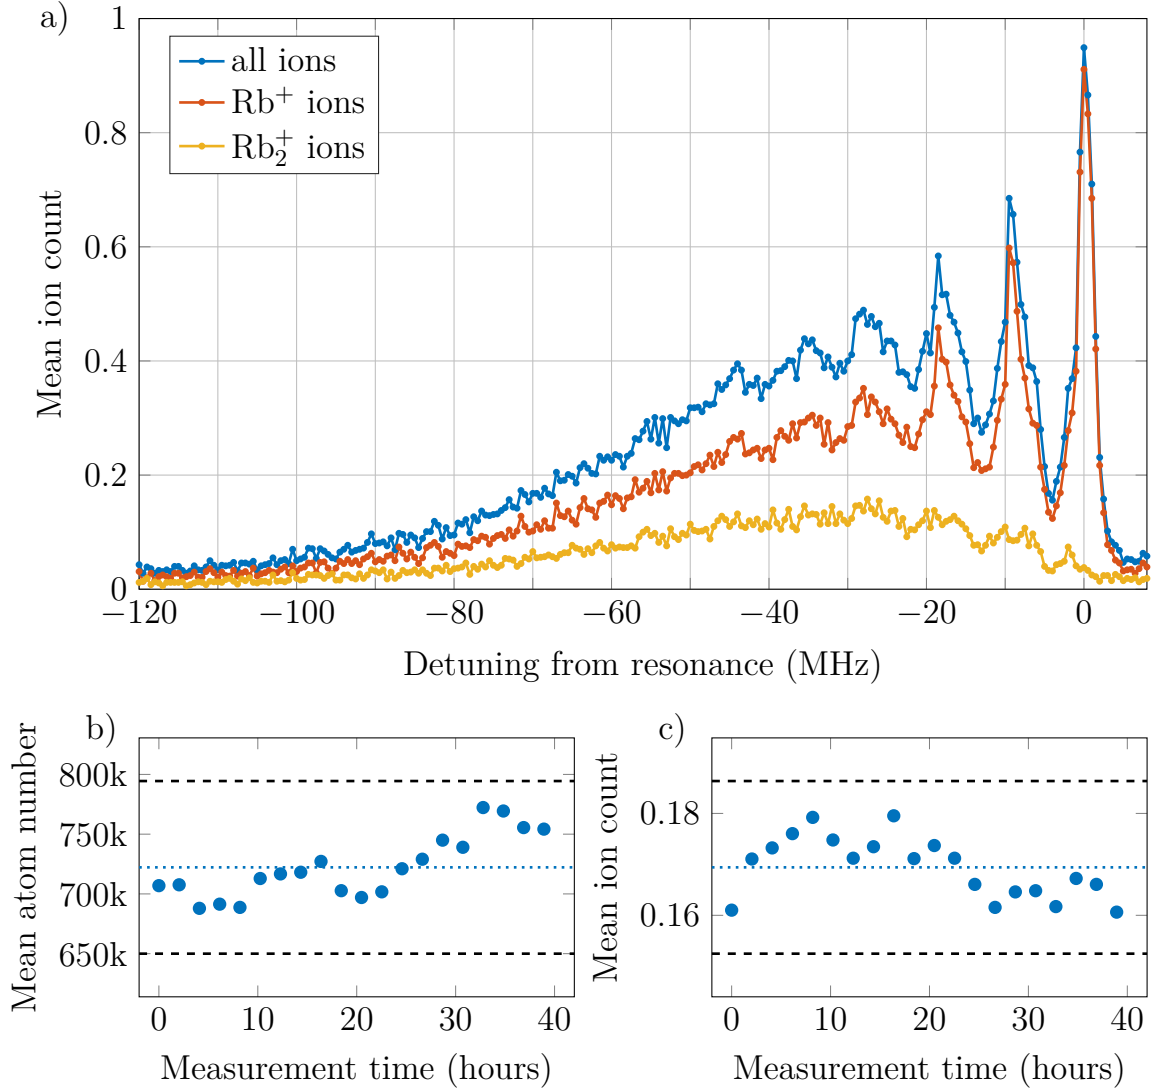 a)
Mean ion count
1
0.8
0.6
0.4
0.2
0
all ions
Rb⁺ ions
Rb₂⁺ ions
−120
−100
−80
−60
−40
−20
0
Detuning from resonance (MHz)
b)
Mean atom number
800k
750k
700k
650k
0
10
20
30
40
Measurement time (hours)
c)
Mean ion count
0.18
0.16
0
10
20
30
40
Measurement time (hours)